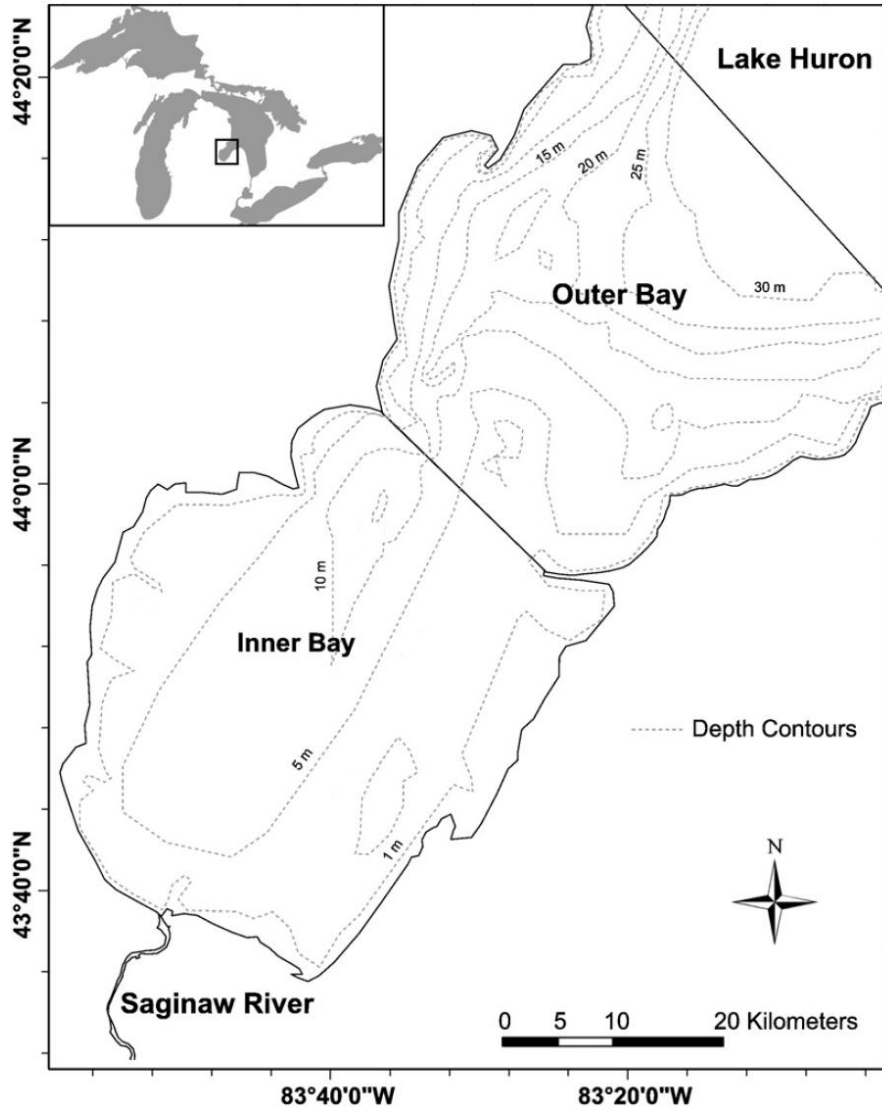 Lake Huron
44°20'0"N
15 m
20 m
25 m
30 m
Outer Bay
44°0'0"N
10 m
Inner Bay
5 m
Depth Contours
1 m
43°40'0"N
N
Saginaw River
0 5 10 20 Kilometers
83°40'0"W 83°20'0"W